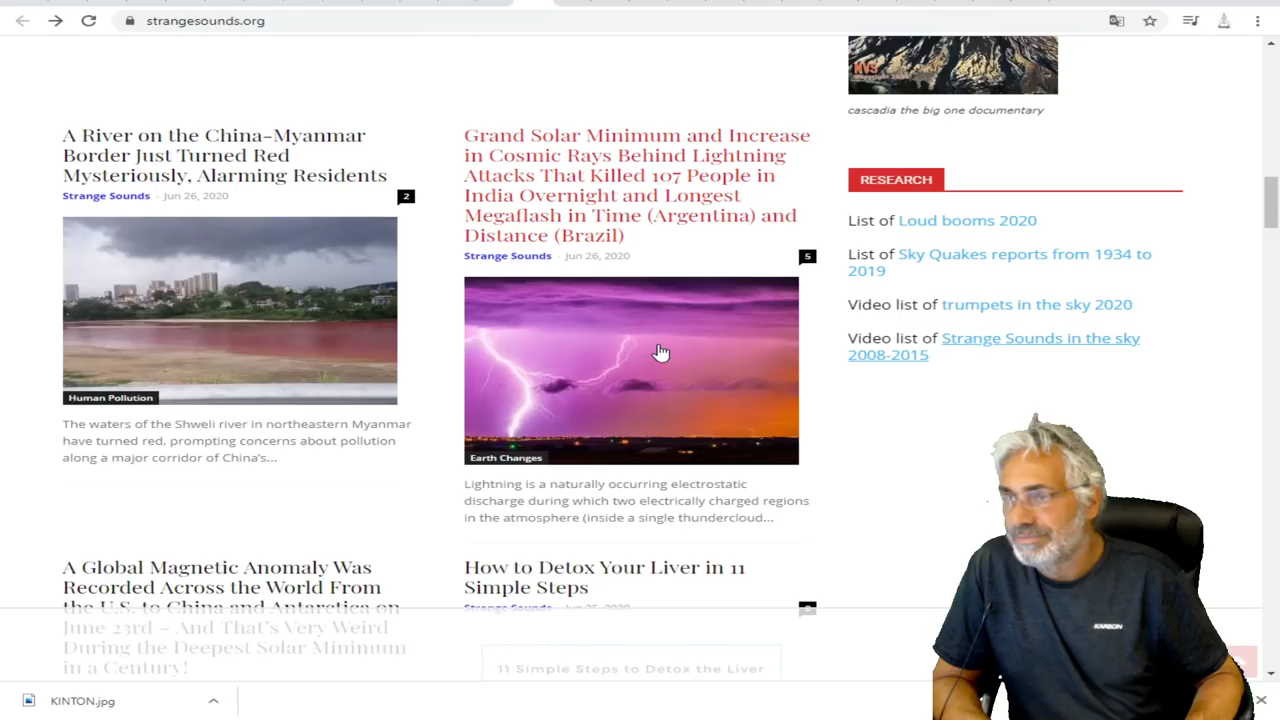 strangesounds.org
cascadia the big one documentary
A River on the China-Myanmar
Border Just Turned Red
Mysteriously, Alarming Residents
Strange Sounds - Jun 26, 2020
2
Human Pollution
The waters of the Shweli river in northeastern Myanmar
have turned red, prompting concerns about pollution
along a major corridor of China's...
Grand Solar Minimum and Increase
in Cosmic Rays Behind Lightning
Attacks That Killed 107 People in
India Overnight and Longest
Megaflash in Time (Argentina) and
Distance (Brazil)
Strange Sounds - Jun 26, 2020
5
Earth Changes
Lightning is a naturally occurring electrostatic
discharge during which two electrically charged regions
in the atmosphere (inside a single thundercloud...
RESEARCH
List of Loud booms 2020
List of Sky Quakes reports from 1934 to
2019
Video list of trumpets in the sky 2020
Video list of Strange Sounds in the sky
2008-2015
A Global Magnetic Anomaly Was
Recorded Across the World From
the U.S. to China and Antarctica on
June 23rd – And That's Very Weird
During the Deepest Solar Minimum
in a Century!
How to Detox Your Liver in 11
Simple Steps
Strange Sounds - Jun 25, 2020
11 Simple Steps to Detox the Liver
KARBON
KINTON.jpg